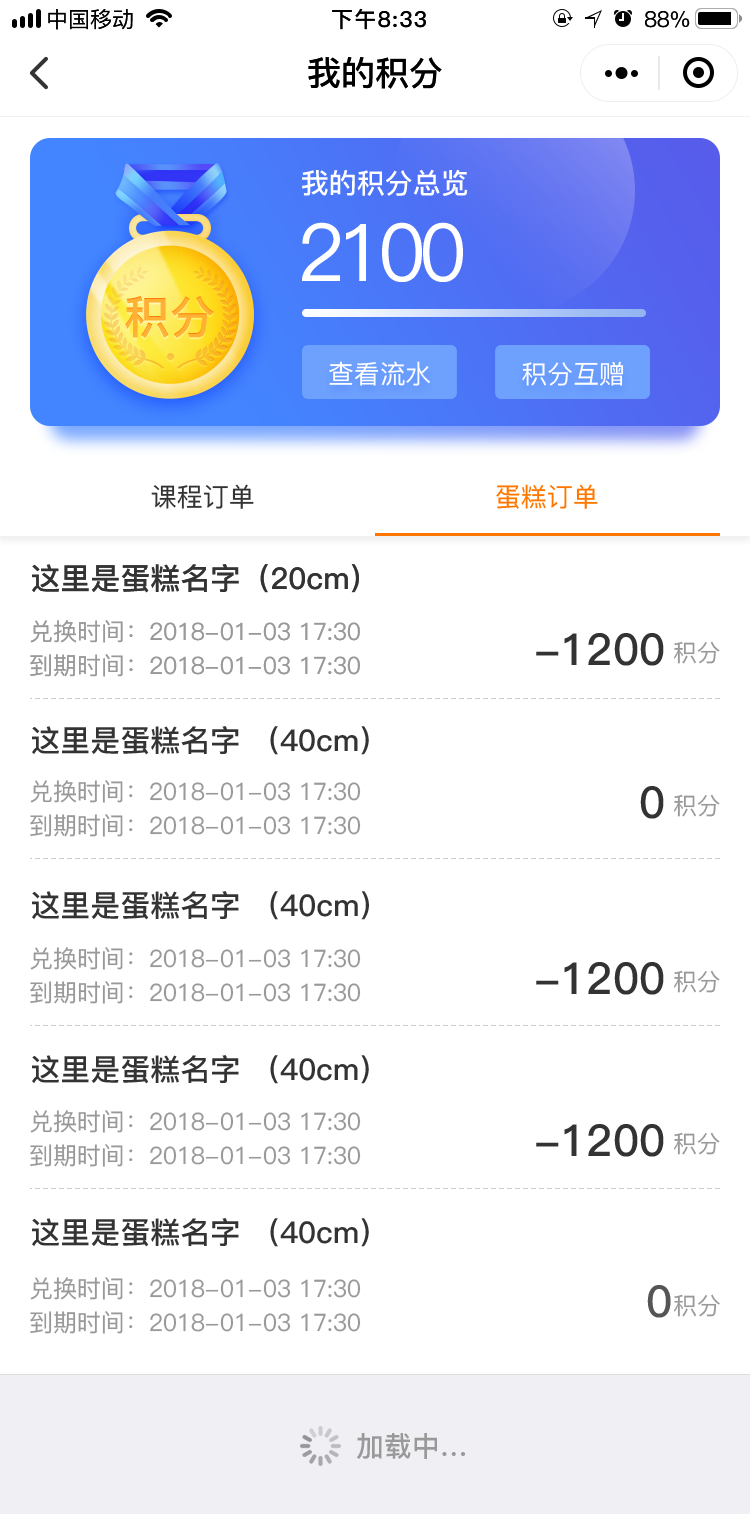 中国移动 下午8:33 88%
我的积分
我的积分总览
2100
积分
查看流水 积分互赠
课程订单 蛋糕订单
这里是蛋糕名字（20cm）
兑换时间：2018-01-03 17:30
到期时间：2018-01-03 17:30
-1200 积分
这里是蛋糕名字 （40cm）
兑换时间：2018-01-03 17:30
到期时间：2018-01-03 17:30
0 积分
这里是蛋糕名字 （40cm）
兑换时间：2018-01-03 17:30
到期时间：2018-01-03 17:30
-1200 积分
这里是蛋糕名字 （40cm）
兑换时间：2018-01-03 17:30
到期时间：2018-01-03 17:30
-1200 积分
这里是蛋糕名字 （40cm）
兑换时间：2018-01-03 17:30
到期时间：2018-01-03 17:30
0积分
加载中...